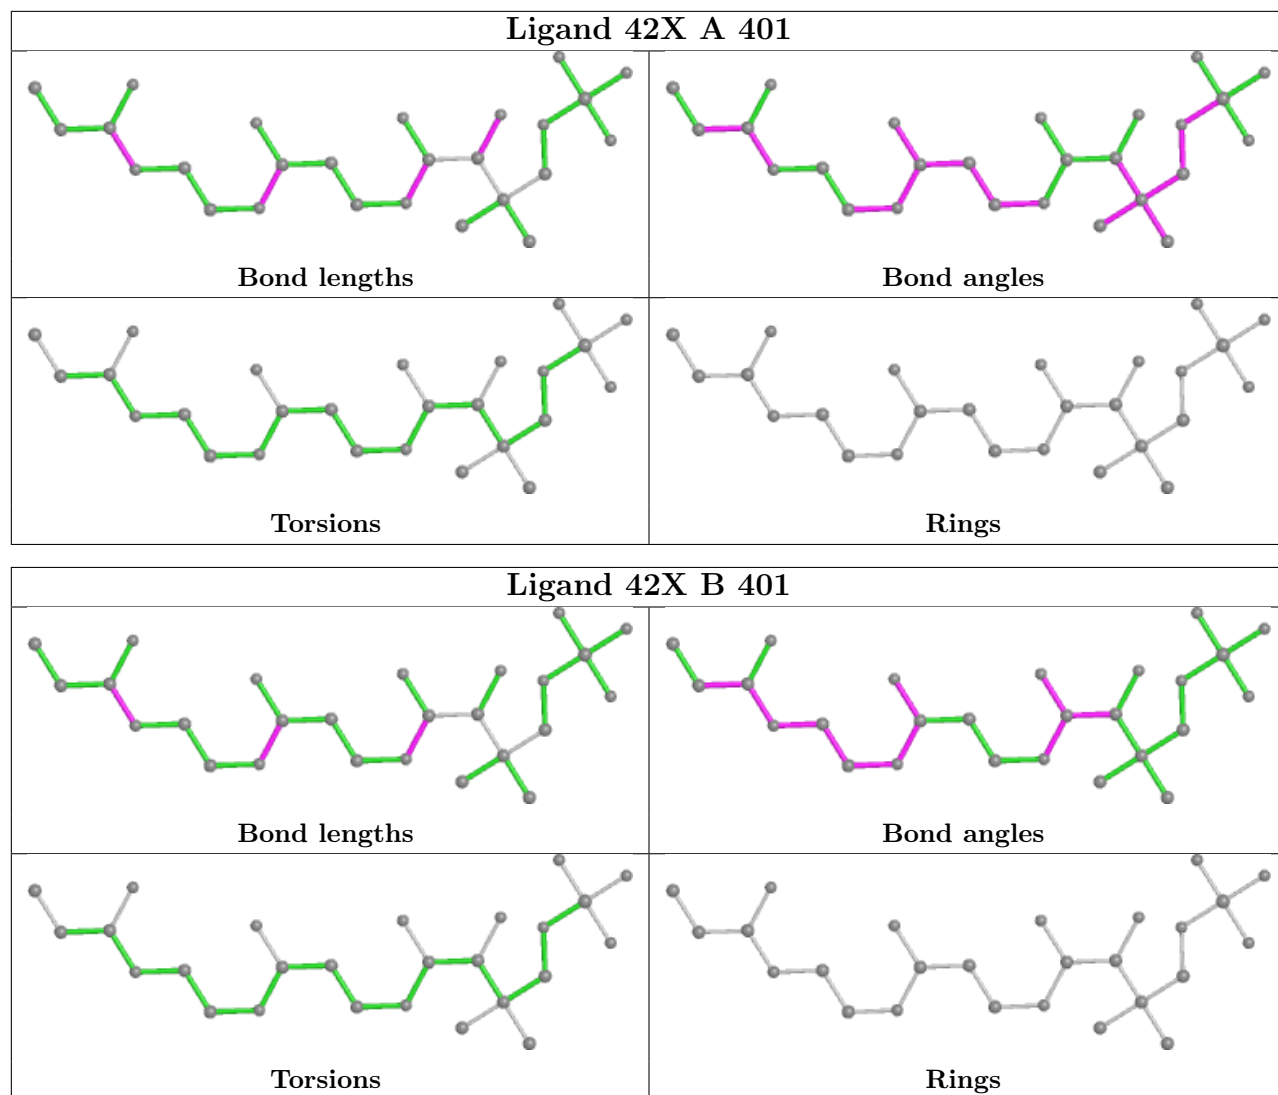 Ligand 42X A 401
Bond lengths
Bond angles
Torsions
Rings
Ligand 42X B 401
Bond lengths
Bond angles
Torsions
Rings